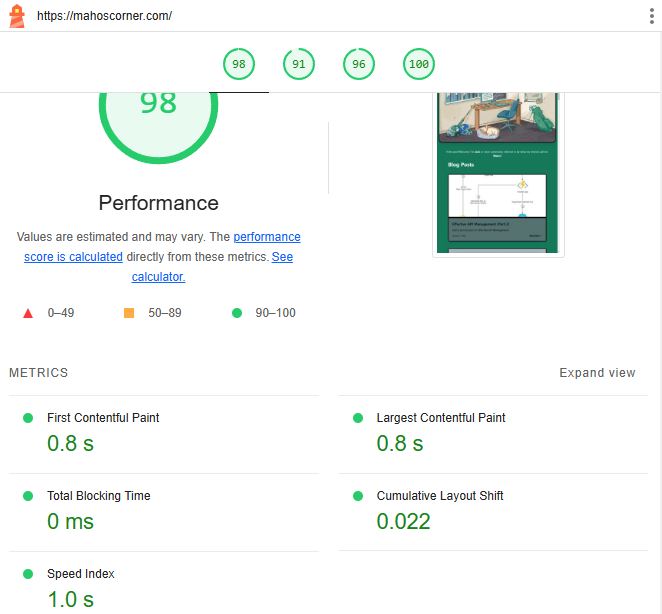 https://mahoscorner.com/
98 91 96 100
98
Blog Posts
Performance
Values are estimated and may vary. The performance
score is calculated directly from these metrics. See
calculator.
0–49 50–89 90–100
METRICS
Expand view
First Contentful Paint
0.8 s
Largest Contentful Paint
0.8 s
Total Blocking Time
0 ms
Cumulative Layout Shift
0.022
Speed Index
1.0 s